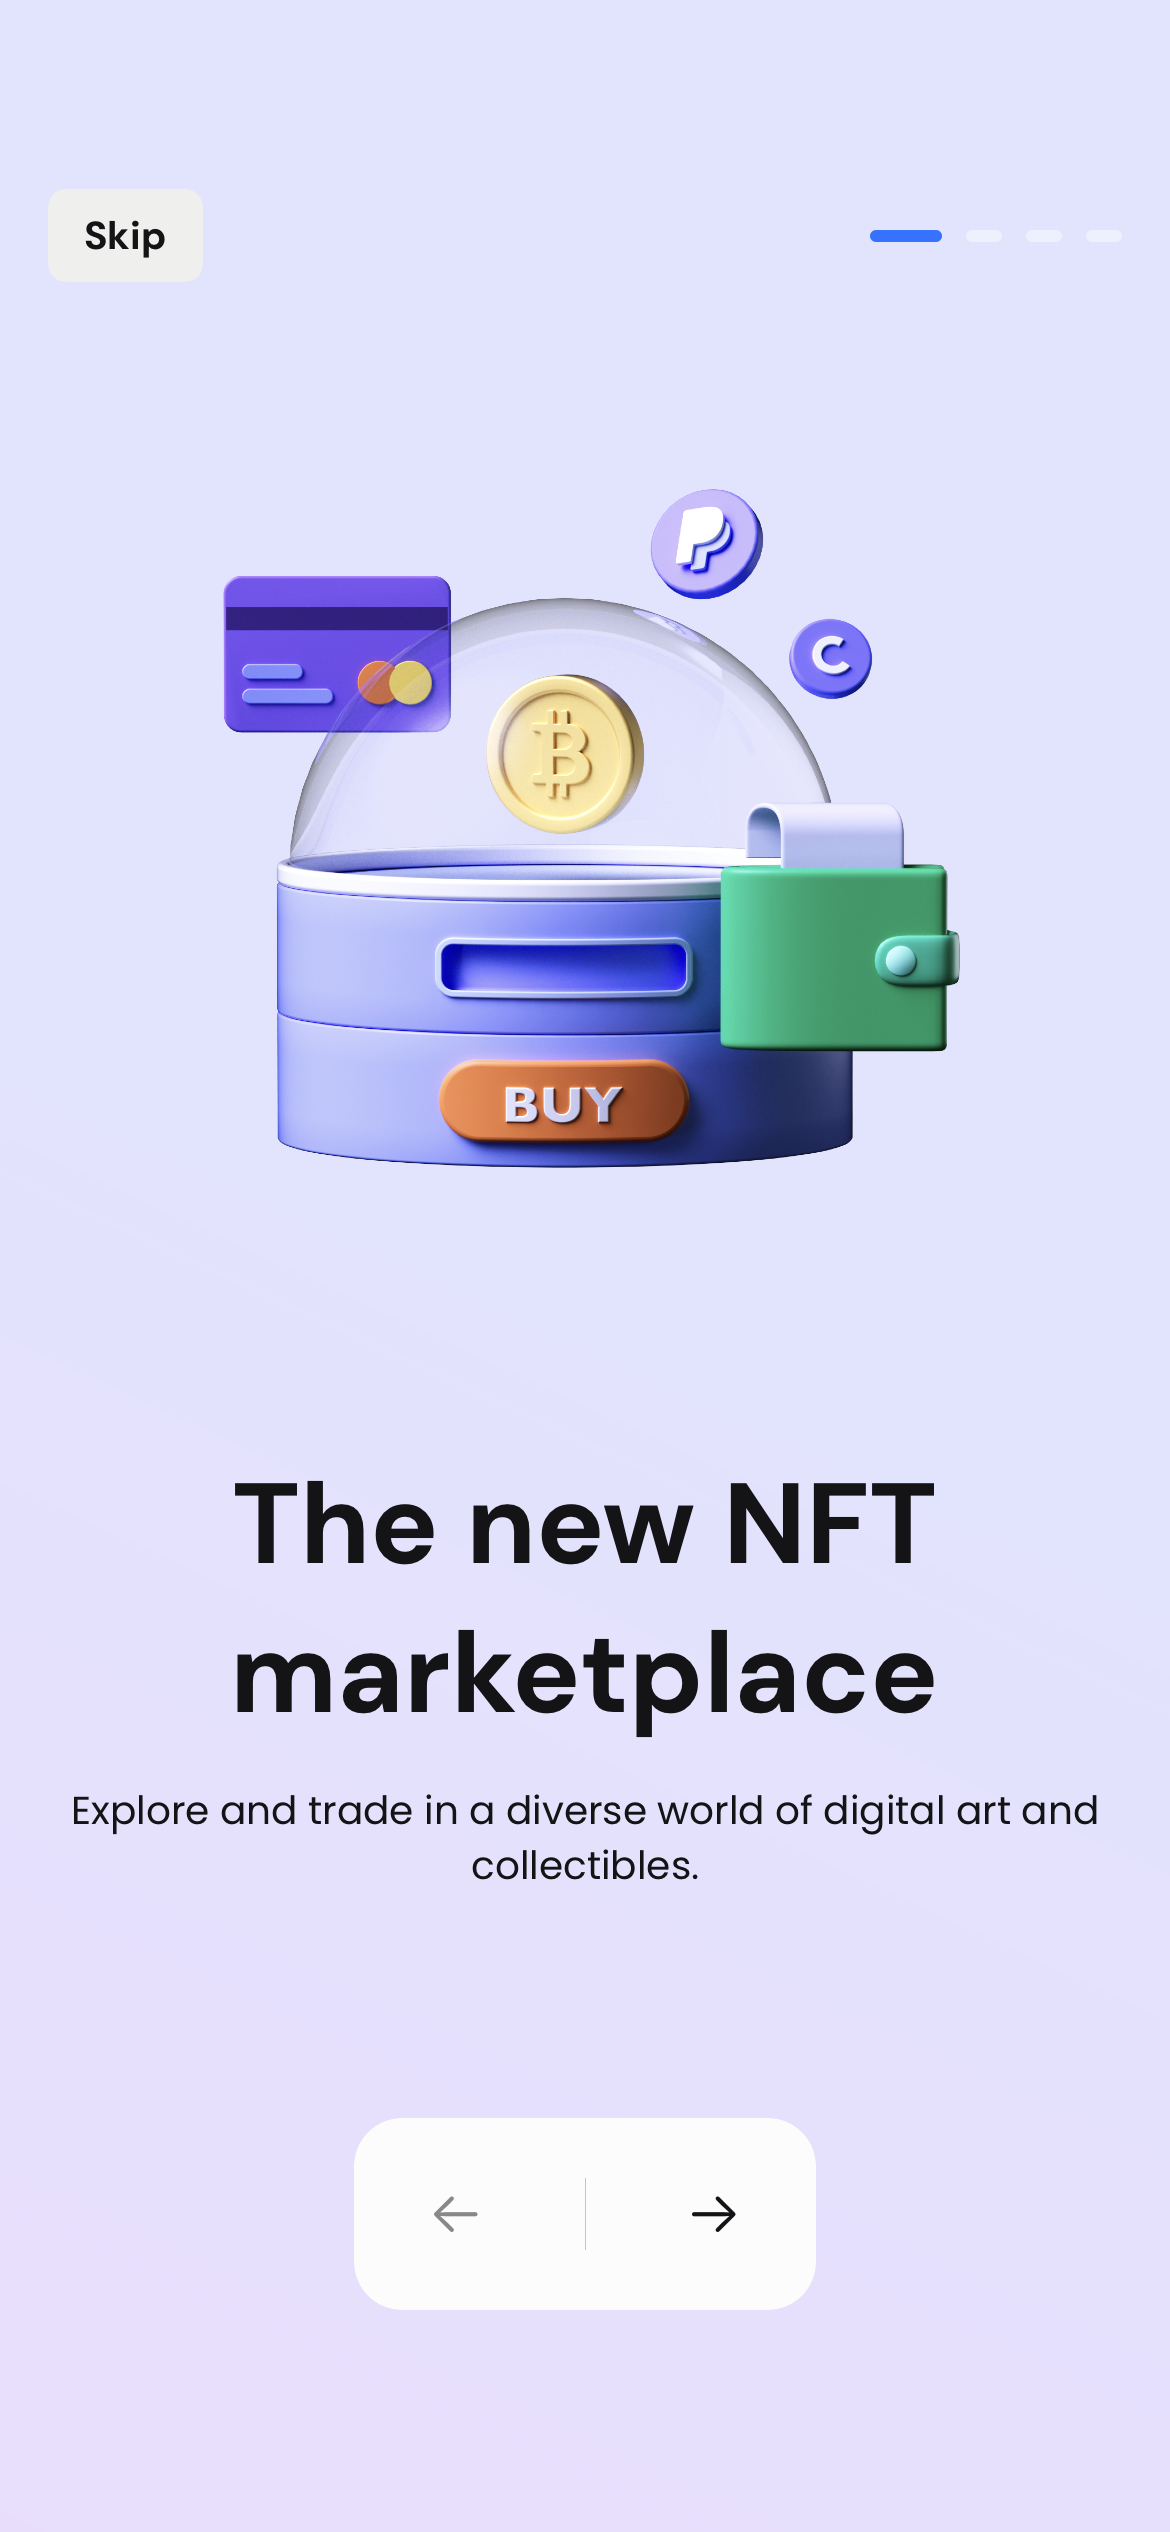 Skip
C
BUY
The new NFT
marketplace
Explore and trade in a diverse world of digital art and
collectibles.